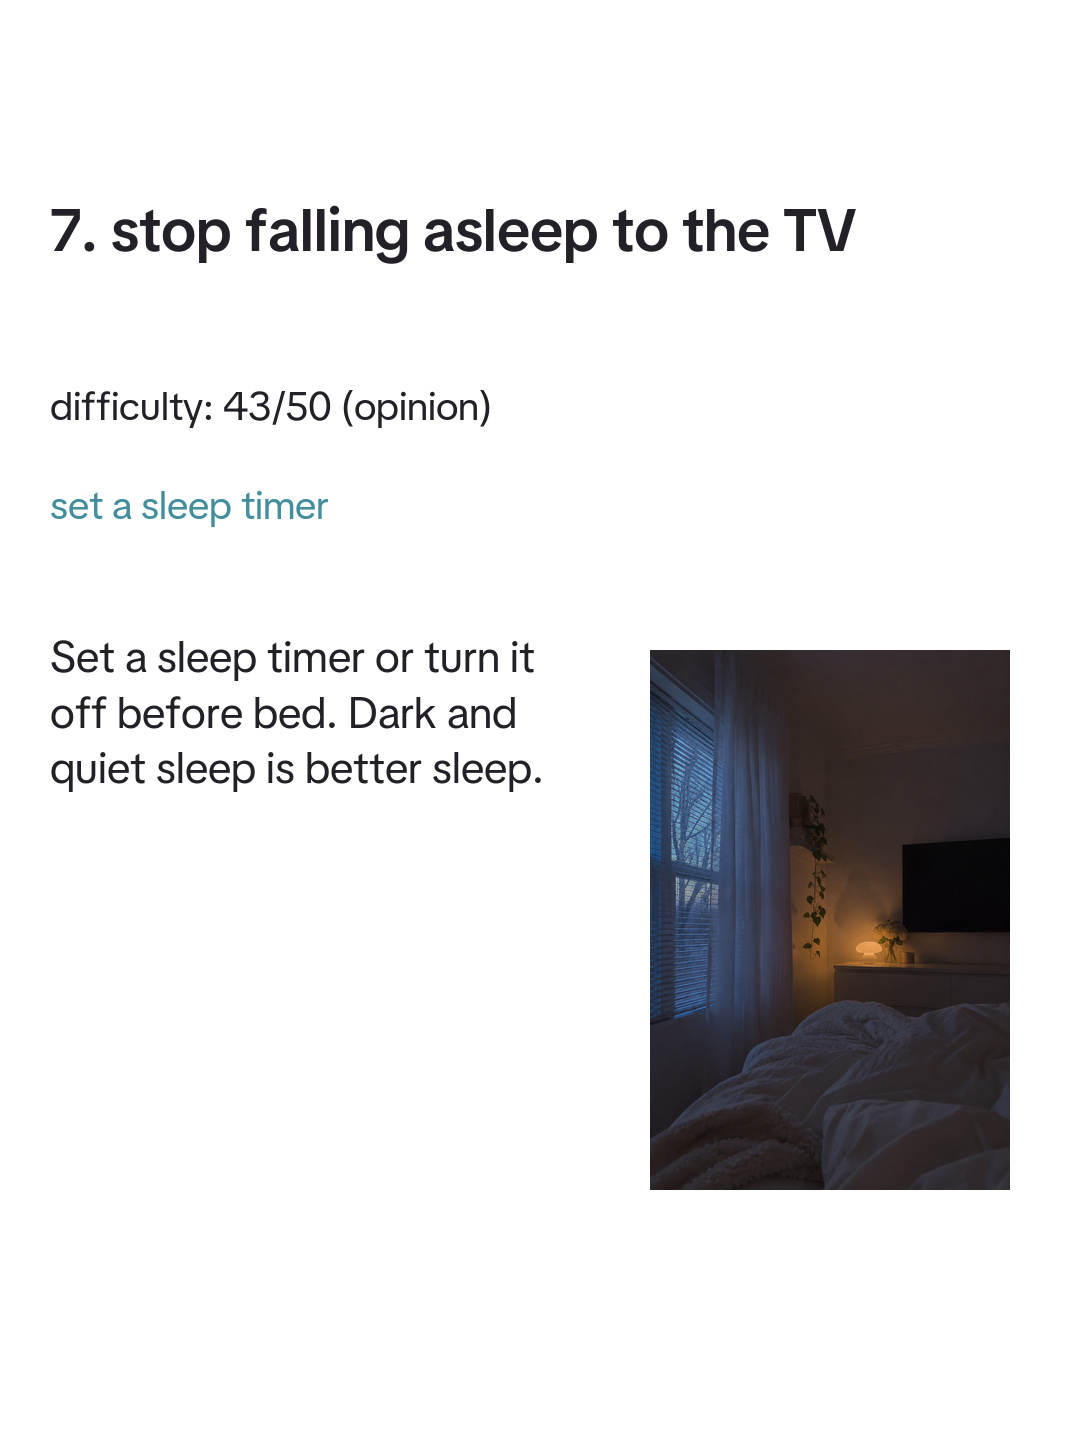 7. stop falling asleep to the TV
difficulty: 43/50 (opinion)
set a sleep timer
Set a sleep timer or turn it
off before bed. Dark and
quiet sleep is better sleep.